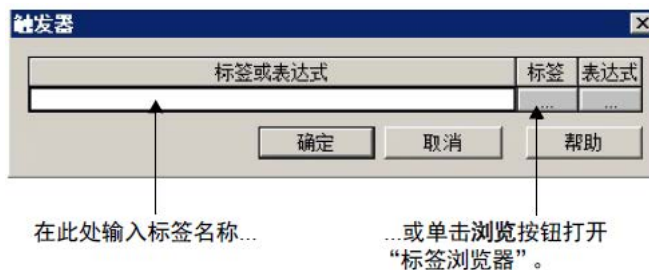 触发器
标签或表达式 标签 表达式
... ...
确定 取消 帮助
在此处输入标签名称... ...或单击浏览按钮打开
“标签浏览器”。